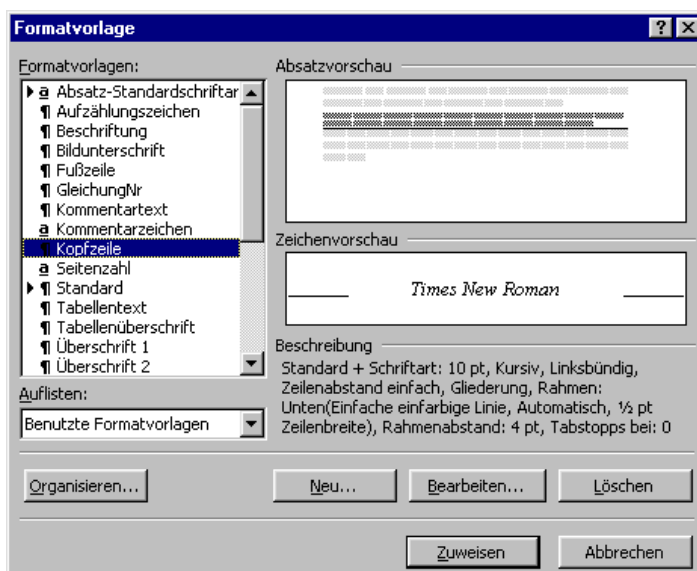 Formatvorlage
Formatvorlagen:
a Absatz-Standardschriftar
¶ Aufzählungszeichen
¶ Beschriftung
¶ Bildunterschrift
¶ Fußzeile
¶ GleichungNr
¶ Kommentartext
a Kommentarzeichen
¶ Kopfzeile
a Seitenzahl
¶ Standard
¶ Tabellentext
¶ Tabellenüberschrift
¶ Überschrift 1
¶ Überschrift 2
Auflisten:
Benutzte Formatvorlagen
Absatzvorschau
Zeichenvorschau
Times New Roman
Beschreibung
Standard + Schriftart: 10 pt, Kursiv, Linksbündig,
Zeilenabstand einfach, Gliederung, Rahmen:
Unten(Einfache einfarbige Linie, Automatisch, ½ pt
Zeilenbreite), Rahmenabstand: 4 pt, Tabstopps bei: 0
Organisieren... Neu... Bearbeiten... Löschen
Zuweisen Abbrechen